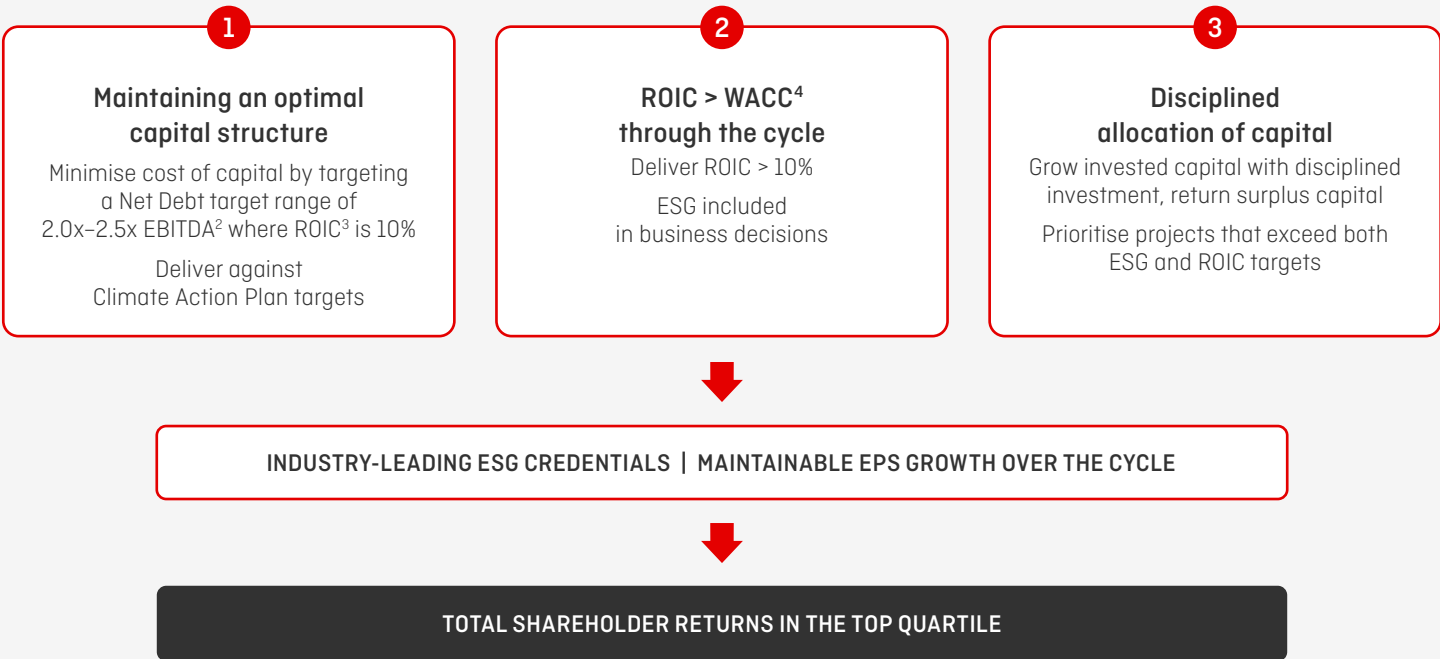 1
Maintaining an optimal
capital structure
Minimise cost of capital by targeting
a Net Debt target range of
2.0x–2.5x EBITDA² where ROIC³ is 10%
Deliver against
Climate Action Plan targets
2
ROIC > WACC⁴
through the cycle
Deliver ROIC > 10%
ESG included
in business decisions
3
Disciplined
allocation of capital
Grow invested capital with disciplined
investment, return surplus capital
Prioritise projects that exceed both
ESG and ROIC targets
INDUSTRY-LEADING ESG CREDENTIALS | MAINTAINABLE EPS GROWTH OVER THE CYCLE
TOTAL SHAREHOLDER RETURNS IN THE TOP QUARTILE